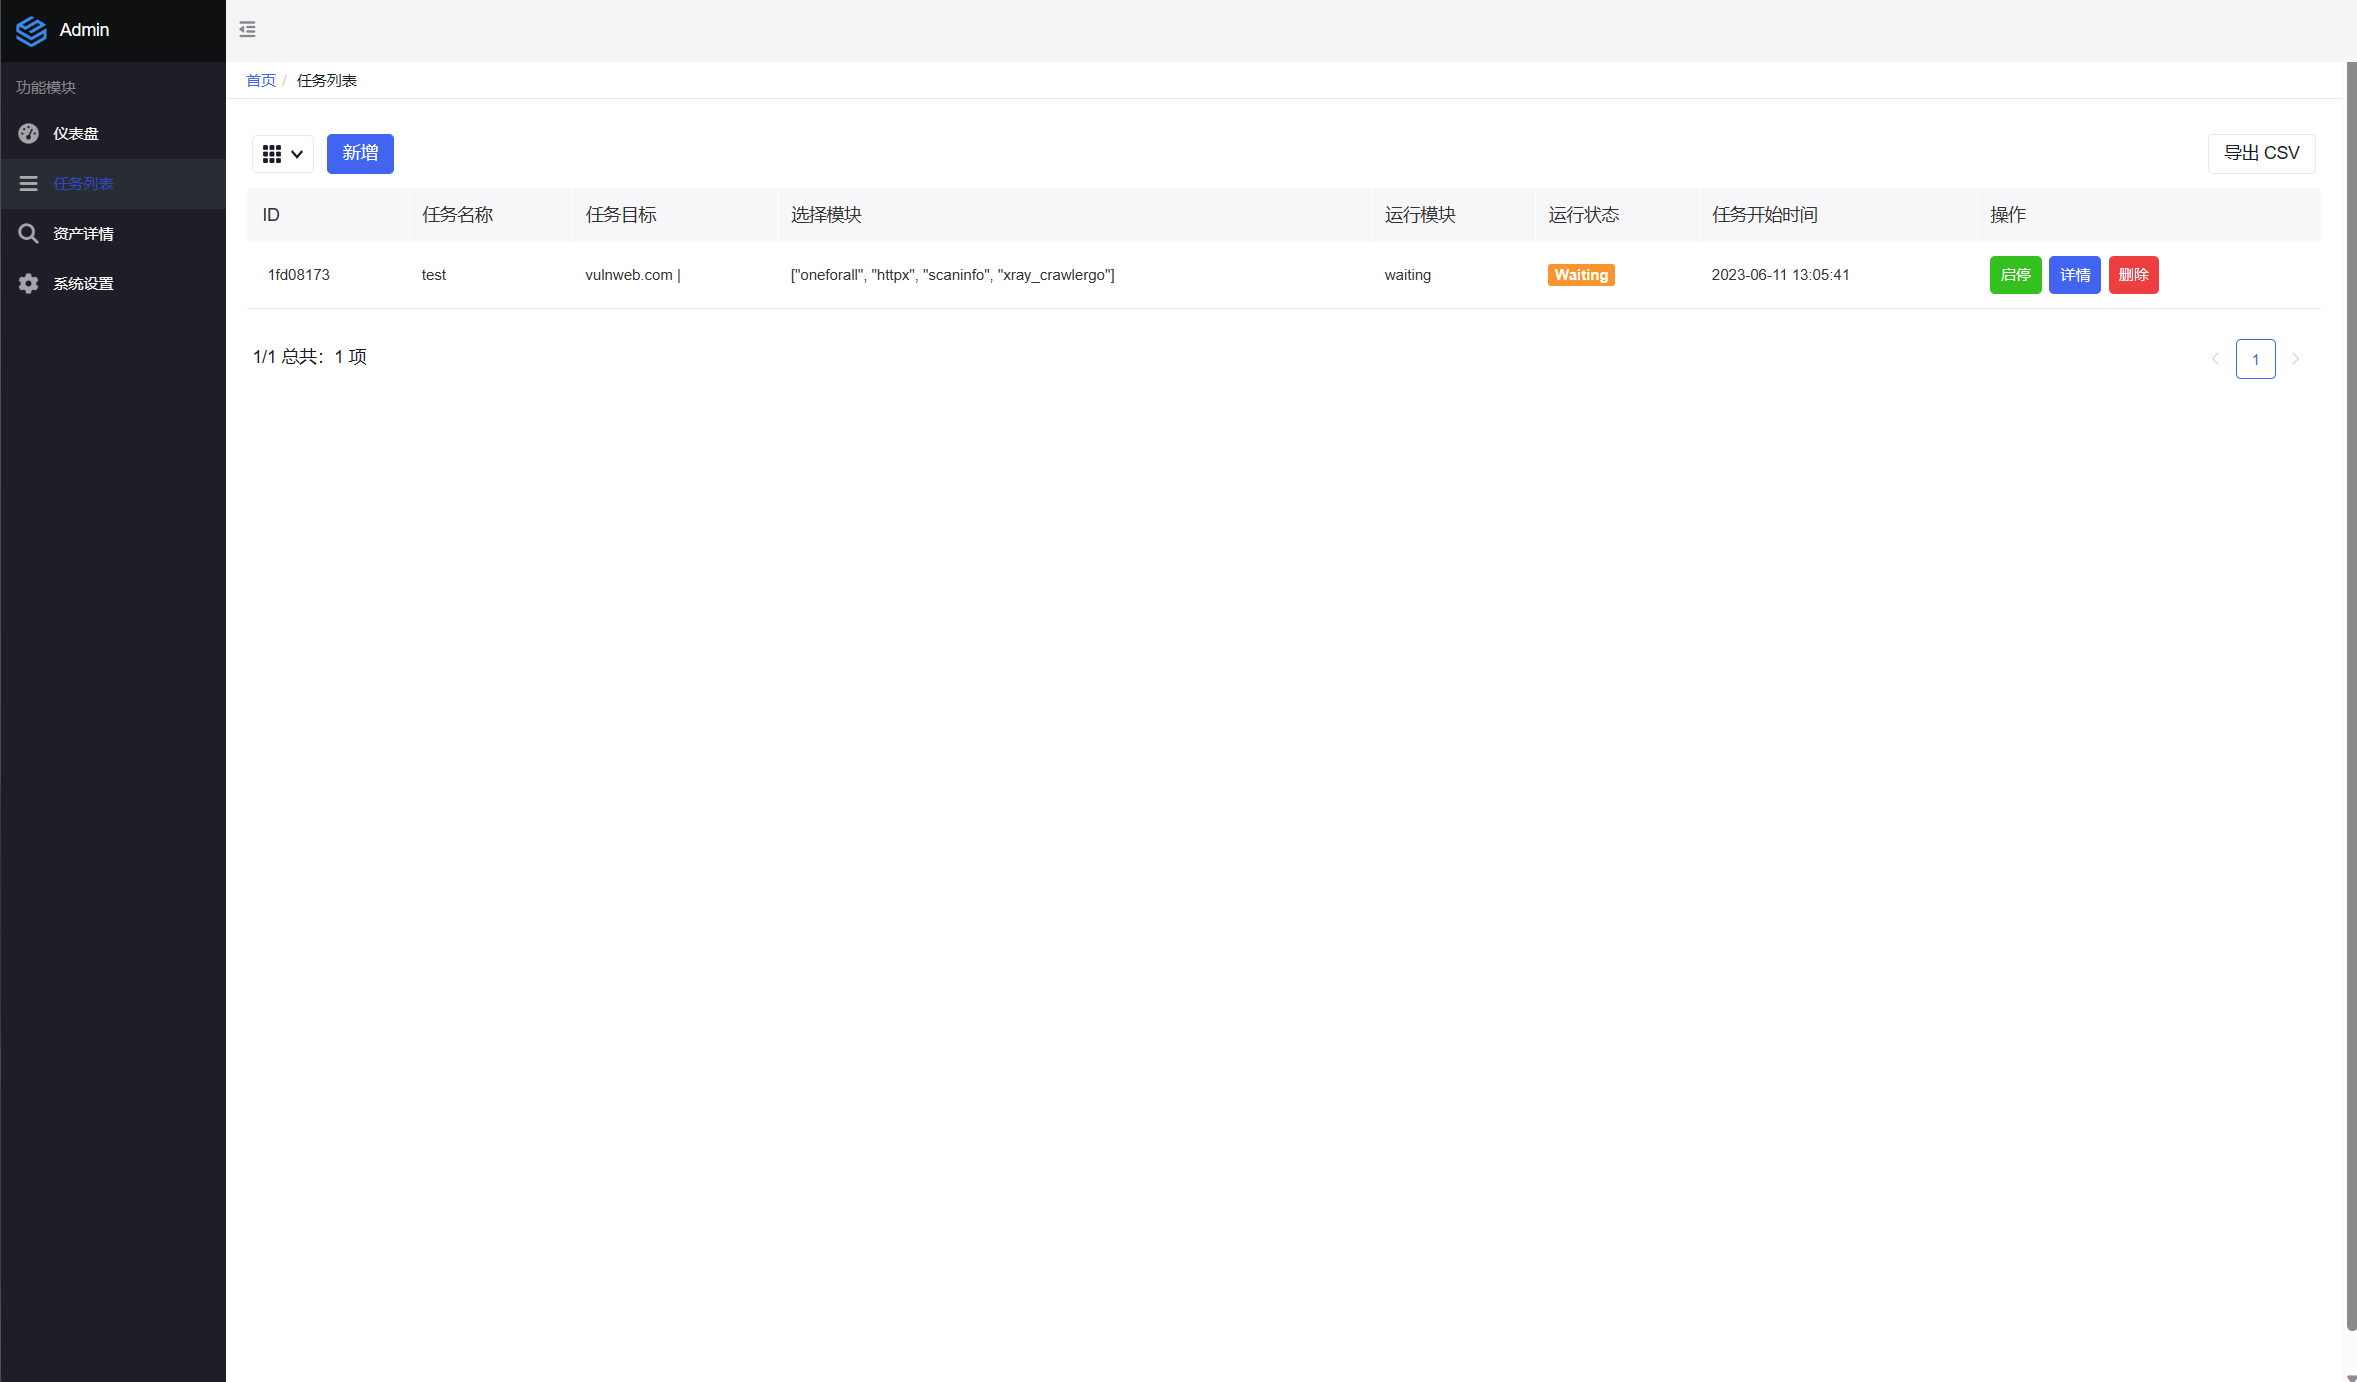 Admin
功能模块
仪表盘
任务列表
资产详情
系统设置
首页 / 任务列表
新增
导出 CSV
ID 任务名称 任务目标 选择模块 运行模块 运行状态 任务开始时间 操作
1fd08173 test vulnweb.com | ["oneforall", "httpx", "scaninfo", "xray_crawlergo"] waiting Waiting 2023-06-11 13:05:41 启停 详情 删除
1/1 总共：1 项
1